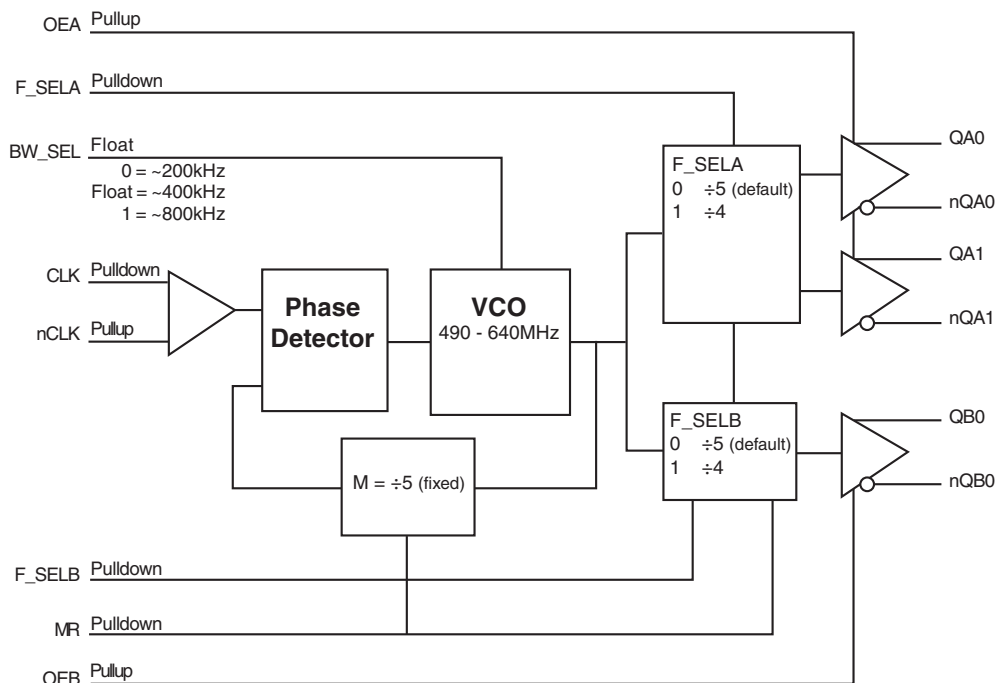 OEA Pullup
F_SELA Pulldown
BW_SEL Float
0 = ~200kHz
Float = ~400kHz
1 = ~800kHz
CLK Pulldown
nCLK Pullup
Phase
Detector
VCO
490 - 640MHz
M = ÷5 (fixed)
F_SELA
0 ÷5 (default)
1 ÷4
F_SELB
0 ÷5 (default)
1 ÷4
QA0
nQA0
QA1
nQA1
QB0
nQB0
F_SELB Pulldown
MR Pulldown
OEB Pullup